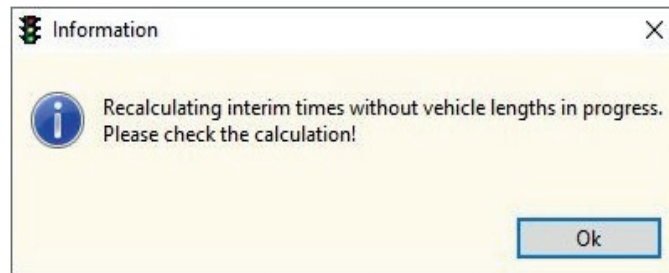 Information
Recalculating interim times without vehicle lengths in progress.
Please check the calculation!
Ok